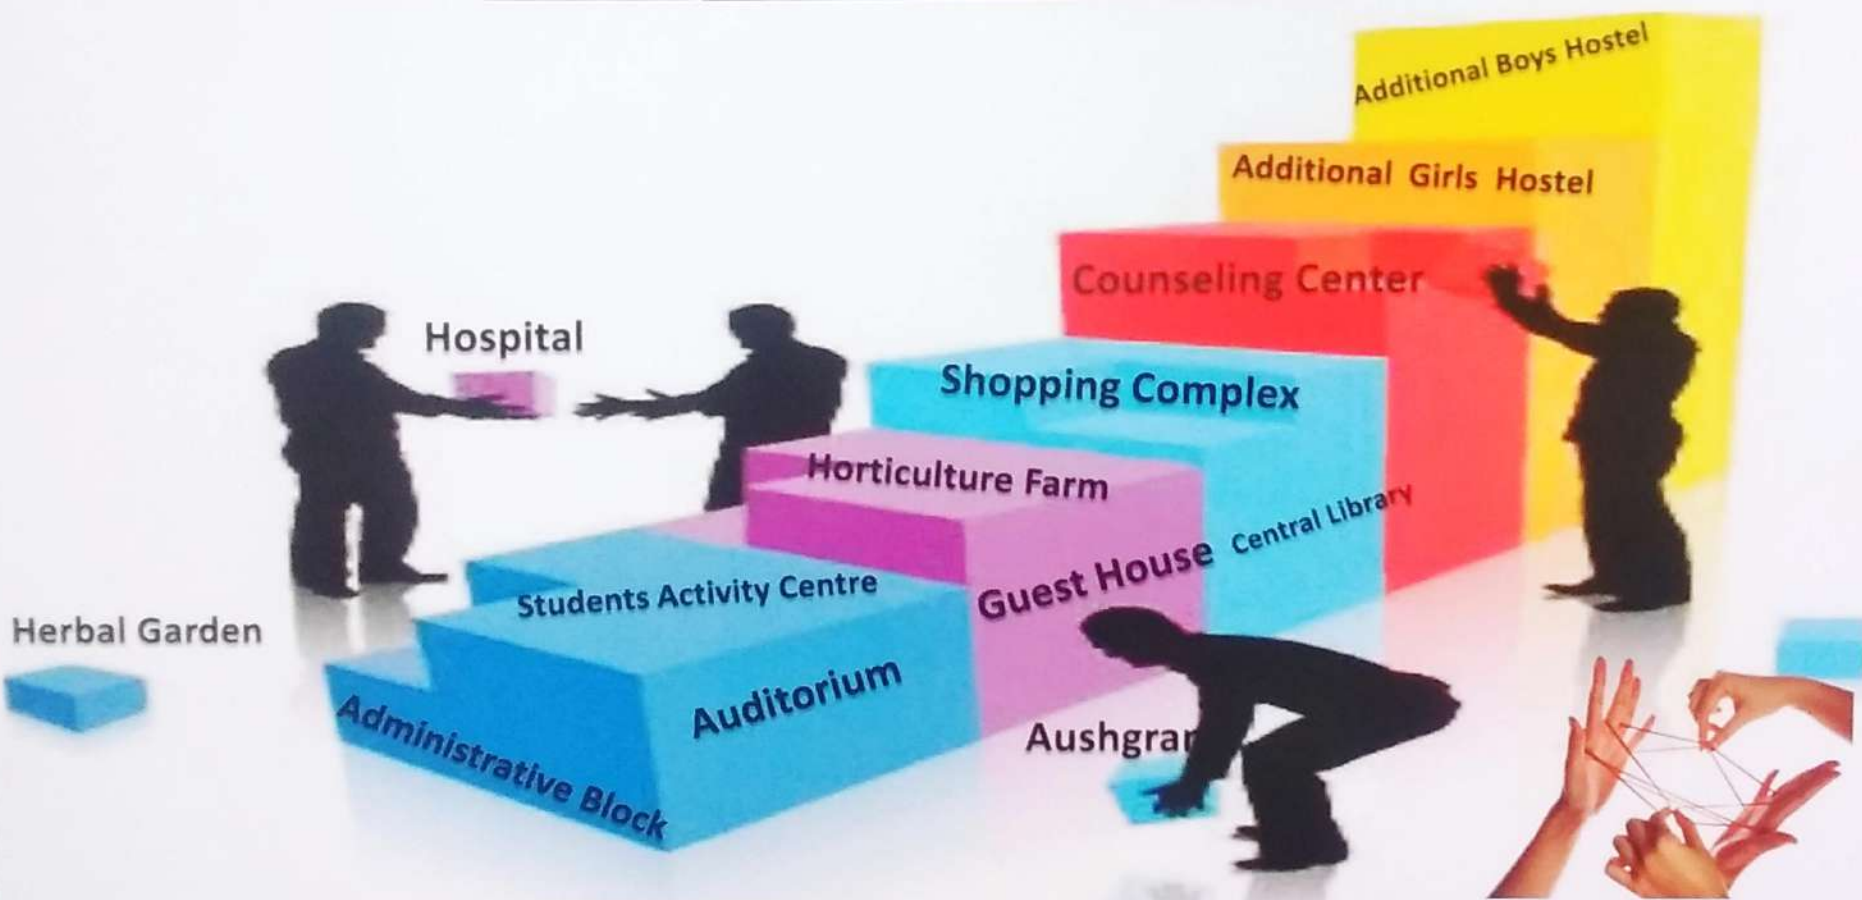 Additional Boys Hostel
Additional Girls Hostel
Counseling Center
Hospital
Shopping Complex
Horticulture Farm
Central Library
Guest House
Students Activity Centre
Herbal Garden
Auditorium
Administrative Block